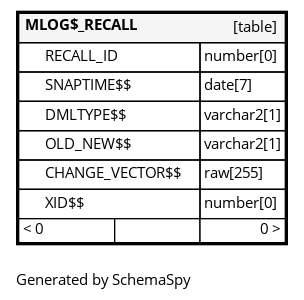 MLOG$_RECALL [table]
RECALL_ID number[0]
SNAPTIME$$ date[7]
DMLTYPE$$ varchar2[1]
OLD_NEW$$ varchar2[1]
CHANGE_VECTOR$$ raw[255]
XID$$ number[0]
< 0 0 >
Generated by SchemaSpy